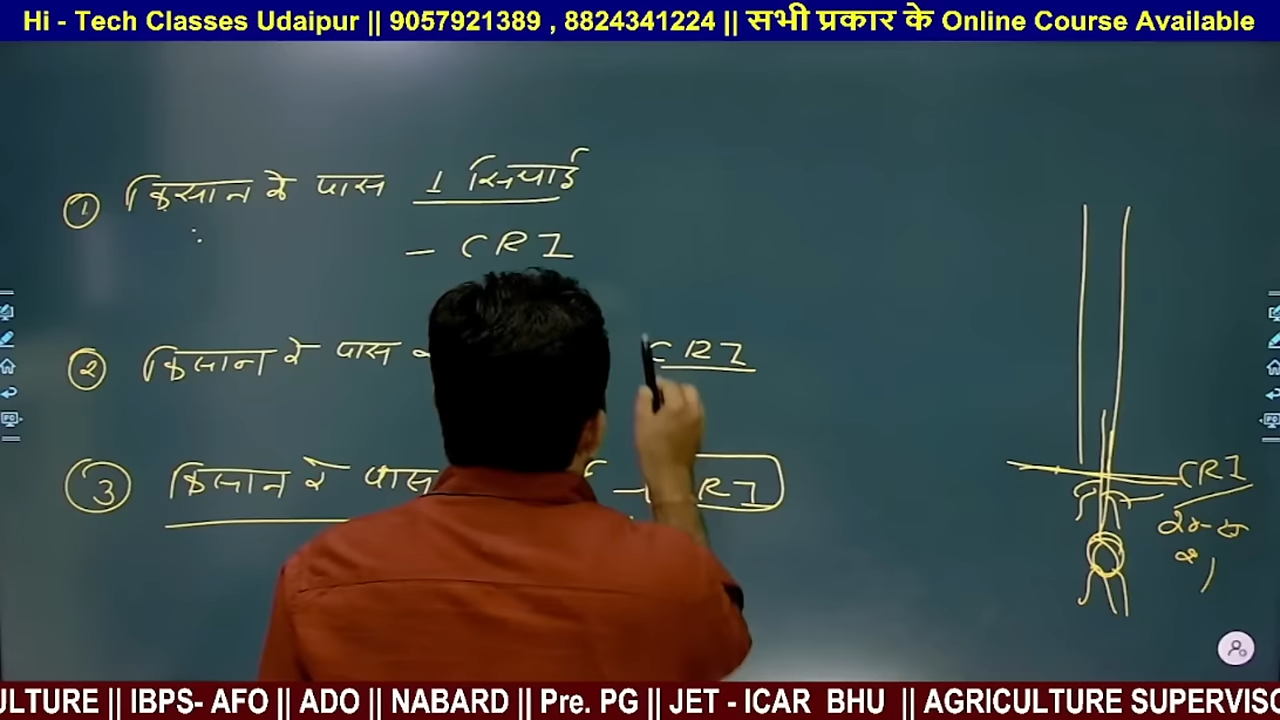 Hi - Tech Classes Udaipur || 9057921389 , 8824341224 || सभी प्रकार के Online Course Available
① किसान के पास 1 सिचाई
- CRI
② किसान के पास CRI
③ किसान के पास RI
CRI
ULTURE || IBPS- AFO || ADO || NABARD || Pre. PG || JET - ICAR BHU || AGRICULTURE SUPERVISO